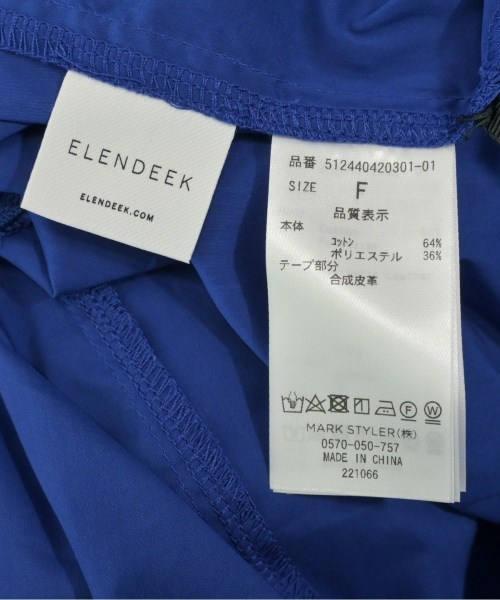 ELENDEEK
ELENDEEK.COM
品番 512440420301-01
SIZE F
品質表示
本体
コットン 64%
ポリエステル 36%
テープ部分
合成皮革
MARK STYLER(株)
0570-050-757
MADE IN CHINA
221066